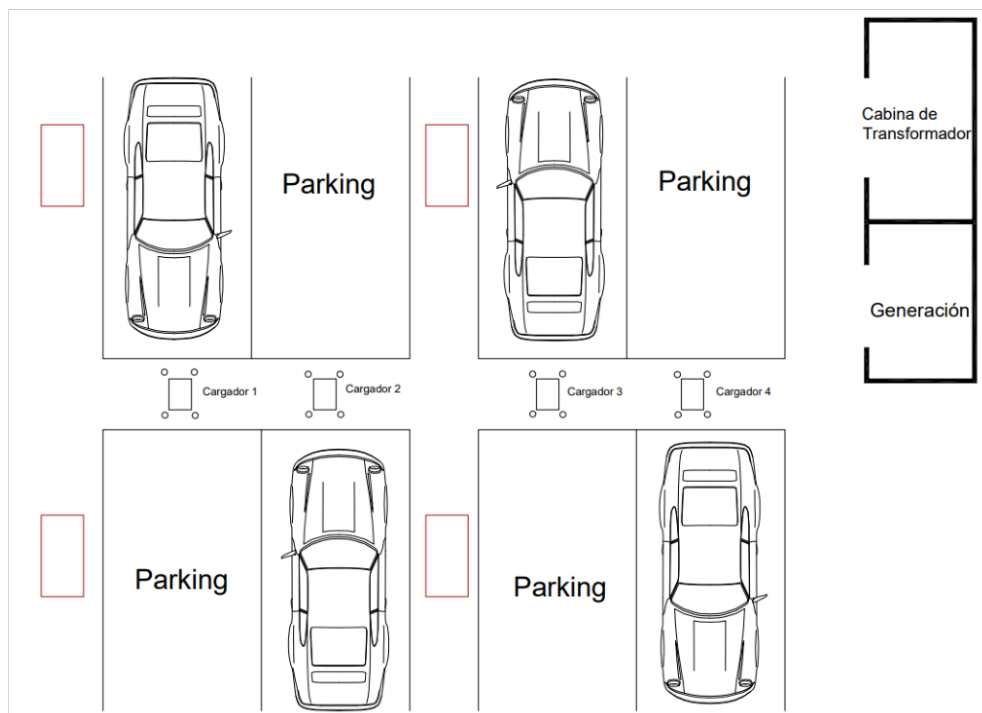 Cabina de
Transformador
Parking
Parking
Generación
Cargador 1
Cargador 2
Cargador 3
Cargador 4
Parking
Parking